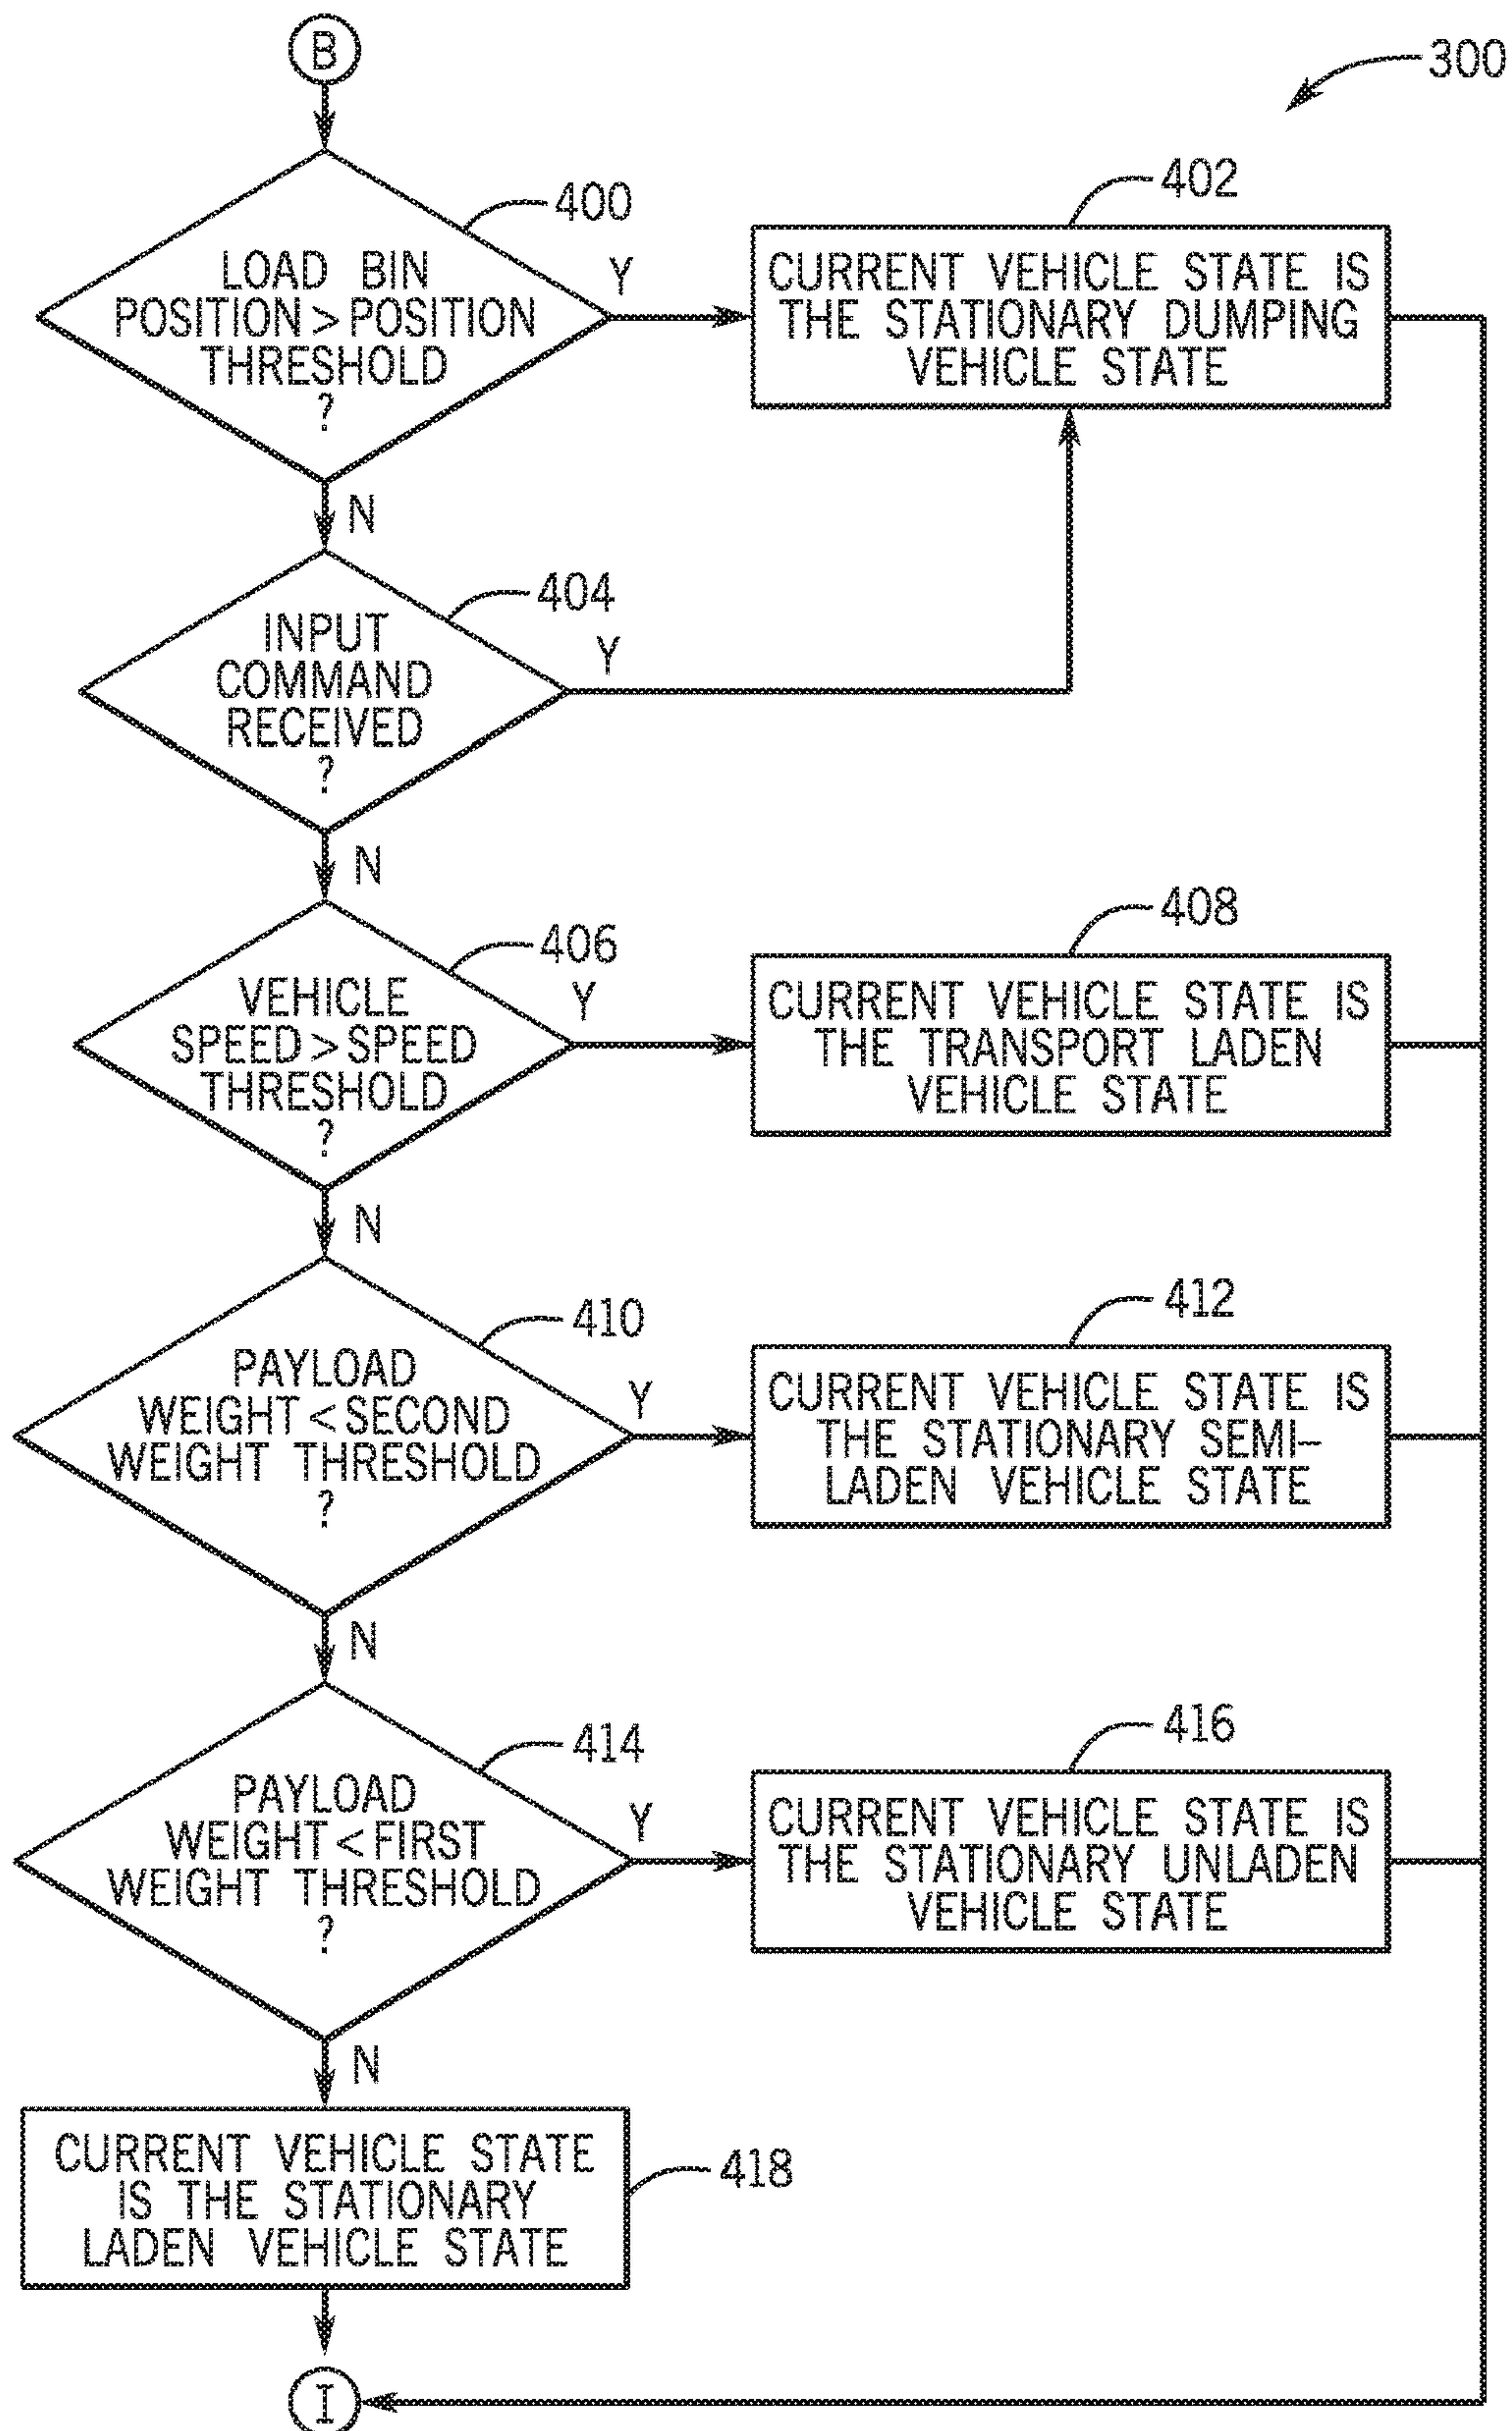 B
300
400
LOAD BIN
POSITION > POSITION
THRESHOLD
?
Y
402
CURRENT VEHICLE STATE IS
THE STATIONARY DUMPING
VEHICLE STATE
N
404
INPUT
COMMAND
RECEIVED
?
Y
N
406
VEHICLE
SPEED > SPEED
THRESHOLD
?
Y
408
CURRENT VEHICLE STATE IS
THE TRANSPORT LADEN
VEHICLE STATE
N
410
PAYLOAD
WEIGHT < SECOND
WEIGHT THRESHOLD
?
Y
412
CURRENT VEHICLE STATE IS
THE STATIONARY SEMI–
LADEN VEHICLE STATE
N
414
PAYLOAD
WEIGHT < FIRST
WEIGHT THRESHOLD
?
Y
416
CURRENT VEHICLE STATE IS
THE STATIONARY UNLADEN
VEHICLE STATE
N
CURRENT VEHICLE STATE
IS THE STATIONARY
LADEN VEHICLE STATE
418
I